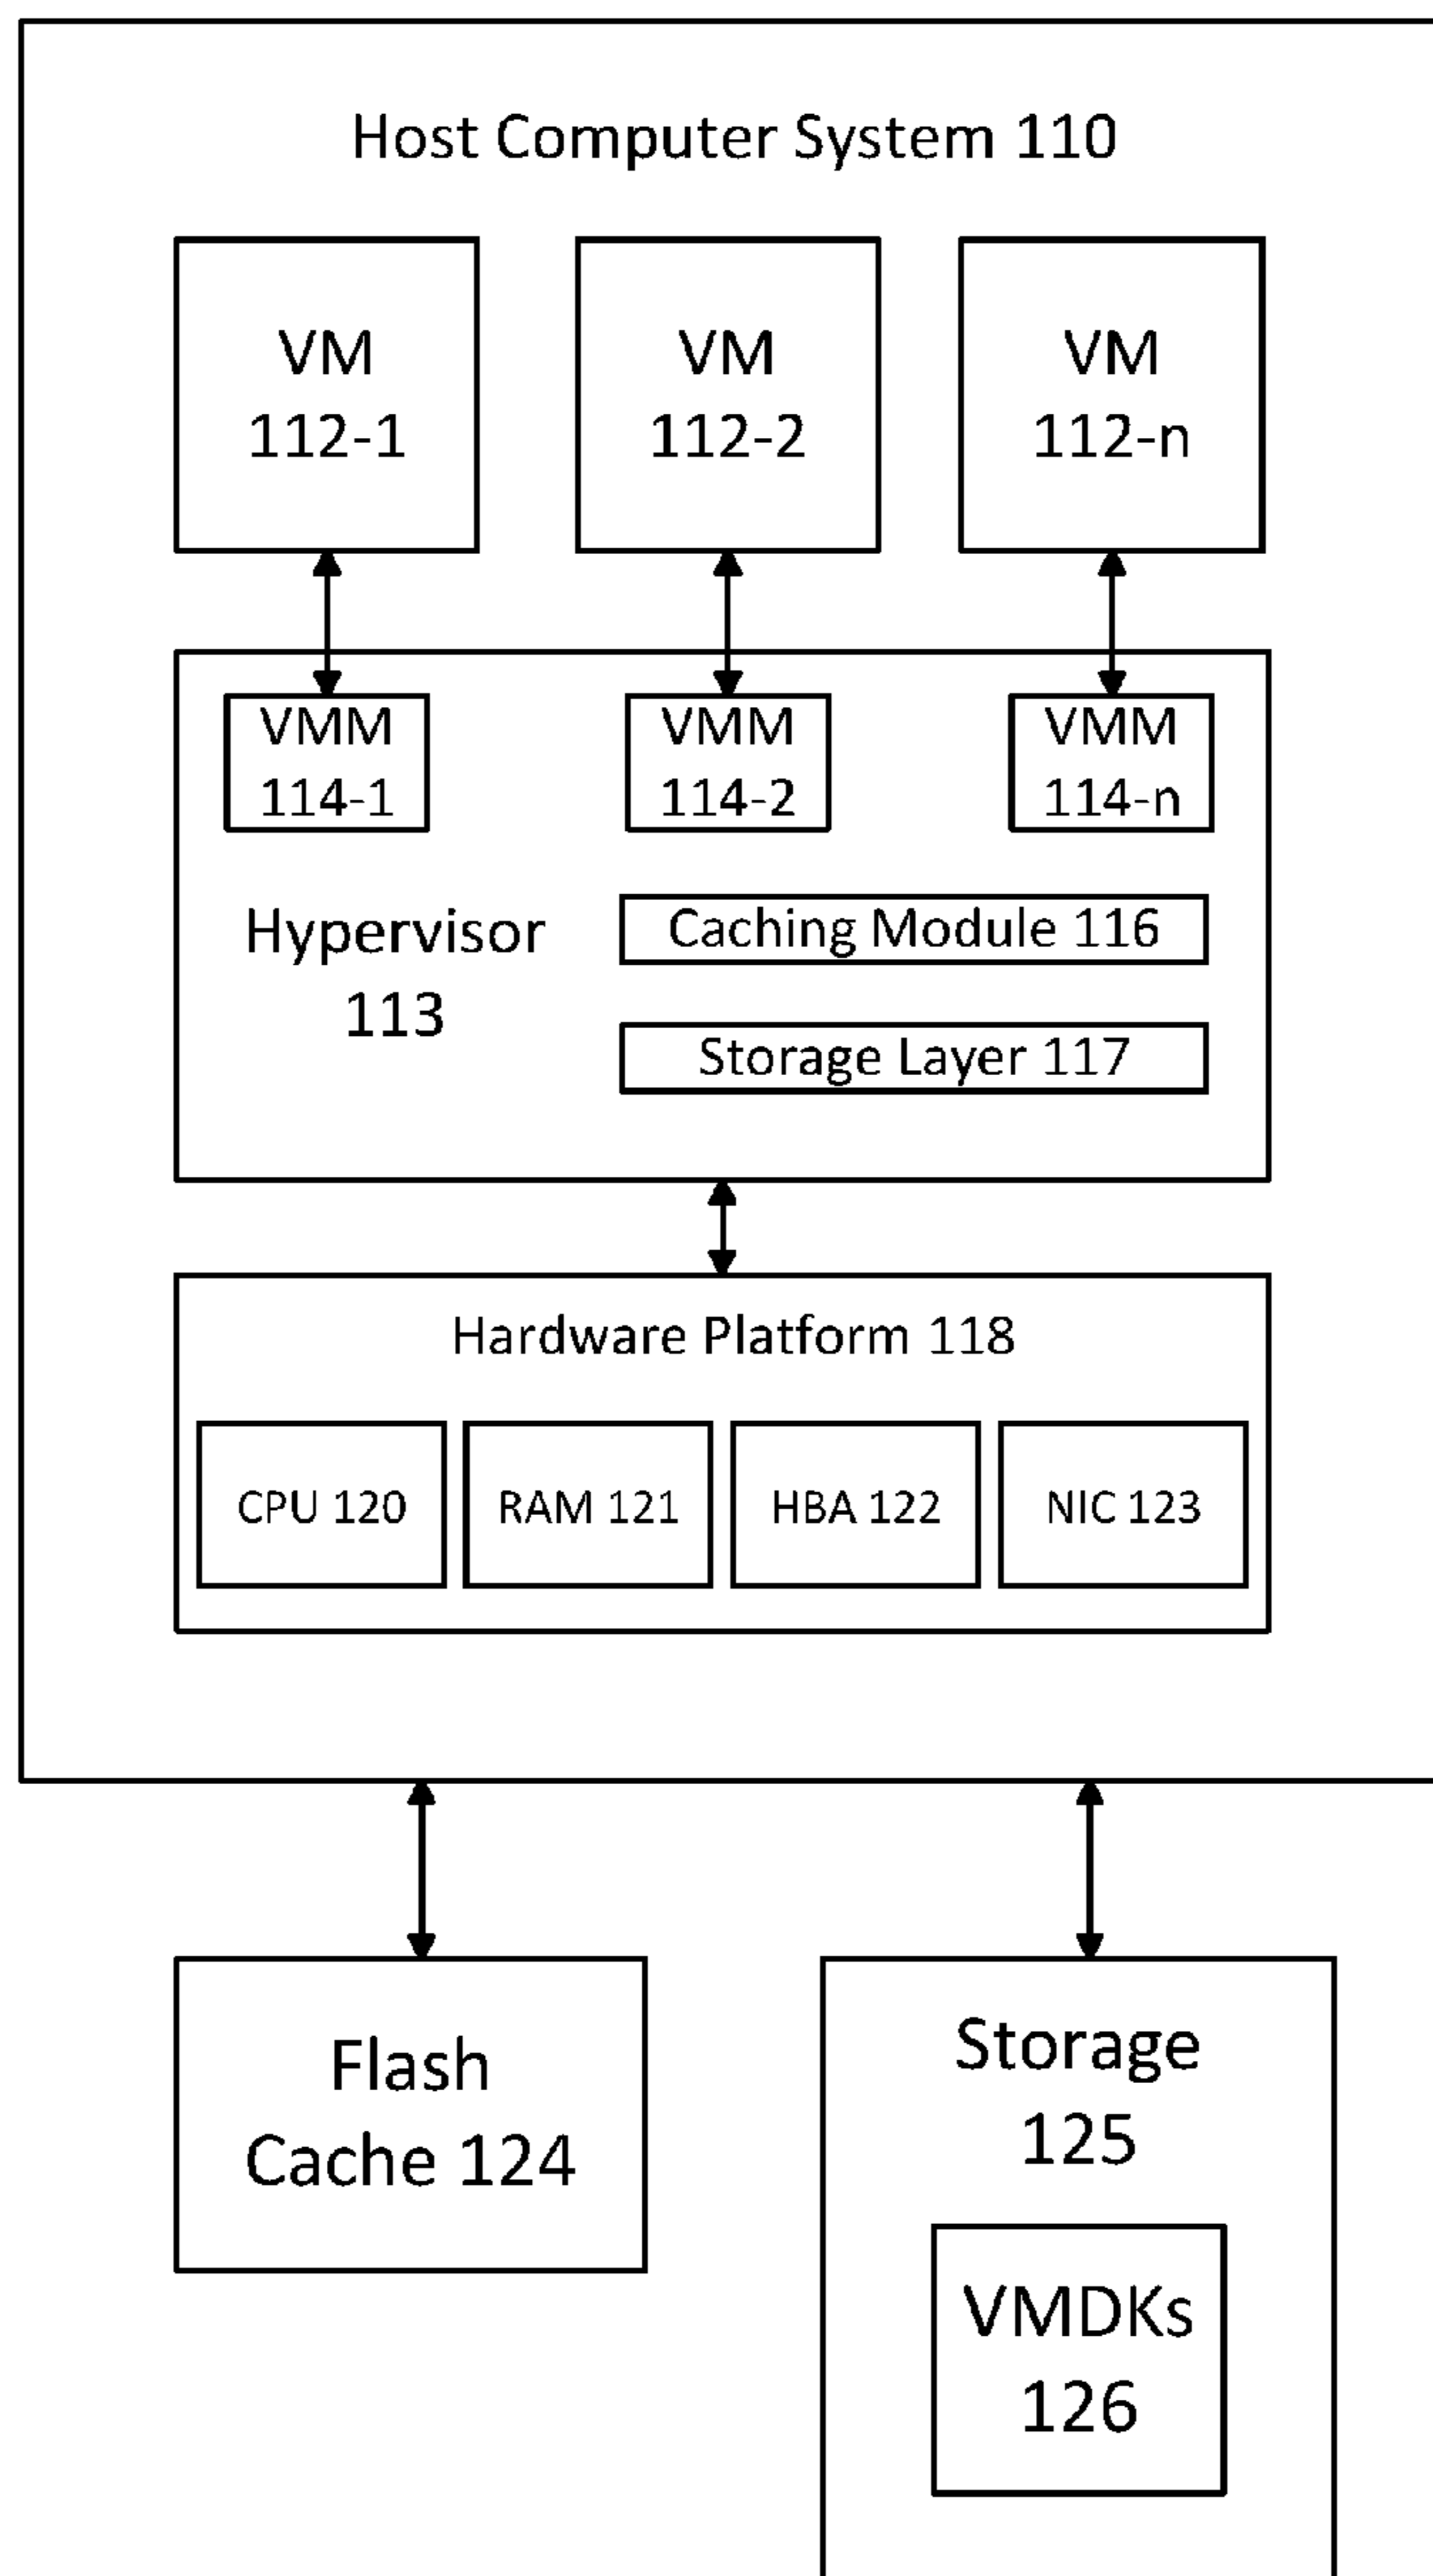 Host Computer System 110
VM
112-1
VM
112-2
VM
112-n
VMM
114-1
VMM
114-2
VMM
114-n
Hypervisor
113
Caching Module 116
Storage Layer 117
Hardware Platform 118
CPU 120
RAM 121
HBA 122
NIC 123
Flash
Cache 124
Storage
125
VMDKs
126